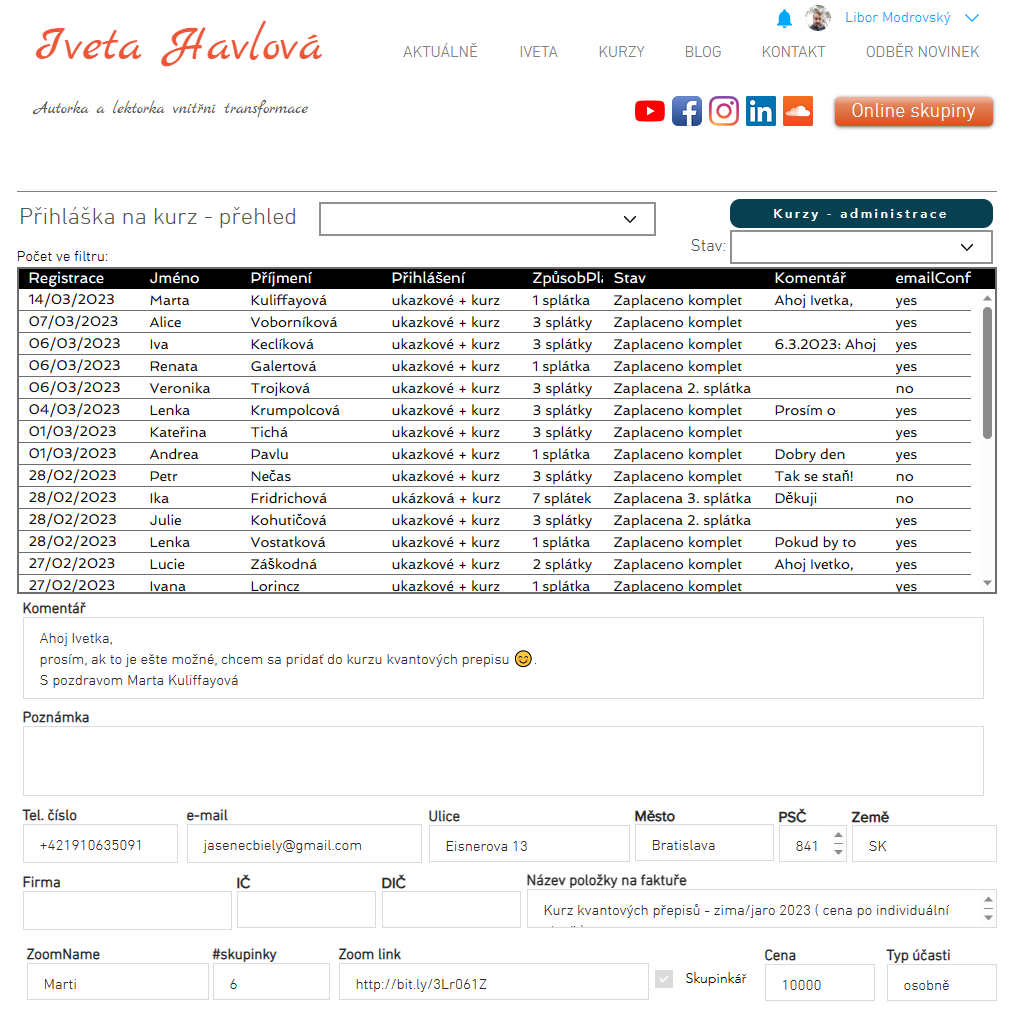 Iveta Havlová
Libor Modrovský
AKTUÁLNĚ IVETA KURZY BLOG KONTAKT ODBĚR NOVINEK
Autorka a lektorka vnitřní transformace
Online skupiny
Přihláška na kurz - přehled
Kurzy - administrace
Stav:
Počet ve filtru:
Registrace Jméno Příjmení Přihlášení ZpůsobPla Stav Komentář emailConf
14/03/2023 Marta Kuliffayová ukazkové + kurz 1 splátka Zaplaceno komplet Ahoj Ivetka, yes
07/03/2023 Alice Voborníková ukazkové + kurz 3 splátky Zaplaceno komplet yes
06/03/2023 Iva Keclíková ukazkové + kurz 3 splátky Zaplaceno komplet 6.3.2023: Ahoj yes
06/03/2023 Renata Galertová ukazkové + kurz 1 splátka Zaplaceno komplet yes
06/03/2023 Veronika Trojková ukazkové + kurz 3 splátky Zaplacena 2. splátka no
04/03/2023 Lenka Krumpolcová ukazkové + kurz 3 splátky Zaplaceno komplet Prosím o yes
01/03/2023 Kateřina Tichá ukazkové + kurz 3 splátky Zaplaceno komplet yes
01/03/2023 Andrea Pavlu ukazkové + kurz 1 splátka Zaplaceno komplet Dobry den yes
28/02/2023 Petr Nečas ukazkové + kurz 3 splátky Zaplaceno komplet Tak se staň! no
28/02/2023 Ika Fridrichová ukázková + kurz 7 splátek Zaplacena 3. splátka Děkuji no
28/02/2023 Julie Kohutičová ukazkové + kurz 3 splátky Zaplacena 2. splátka yes
28/02/2023 Lenka Vostatková ukazkové + kurz 1 splátka Zaplaceno komplet Pokud by to yes
27/02/2023 Lucie Záškodná ukazkové + kurz 2 splátky Zaplaceno komplet Ahoj Ivetko, yes
27/02/2023 Ivana Lorincz ukazkové + kurz 1 splátka Zaplaceno komplet yes
Komentář
Ahoj Ivetka,
prosím, ak to je ešte možné, chcem sa pridať do kurzu kvantových prepisu 😊.
S pozdravom Marta Kuliffayová
Poznámka
Tel. číslo e-mail Ulice Město PSČ Země
+421910635091 jasenecbiely@gmail.com Eisnerova 13 Bratislava 841 SK
Firma IČ DIČ Název položky na faktuře
Kurz kvantových přepisů - zima/jaro 2023 ( cena po individuální
ZoomName #skupinky Zoom link Cena Typ účasti
Marti 6 http://bit.ly/3Lr061Z Skupinkář 10000 osobně